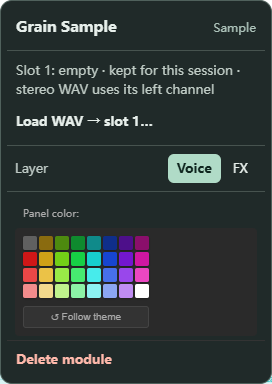 Grain Sample Sample
Slot 1: empty · kept for this session ·
stereo WAV uses its left channel
Load WAV → slot 1...
Layer Voice FX
Panel color:
↺ Follow theme
Delete module